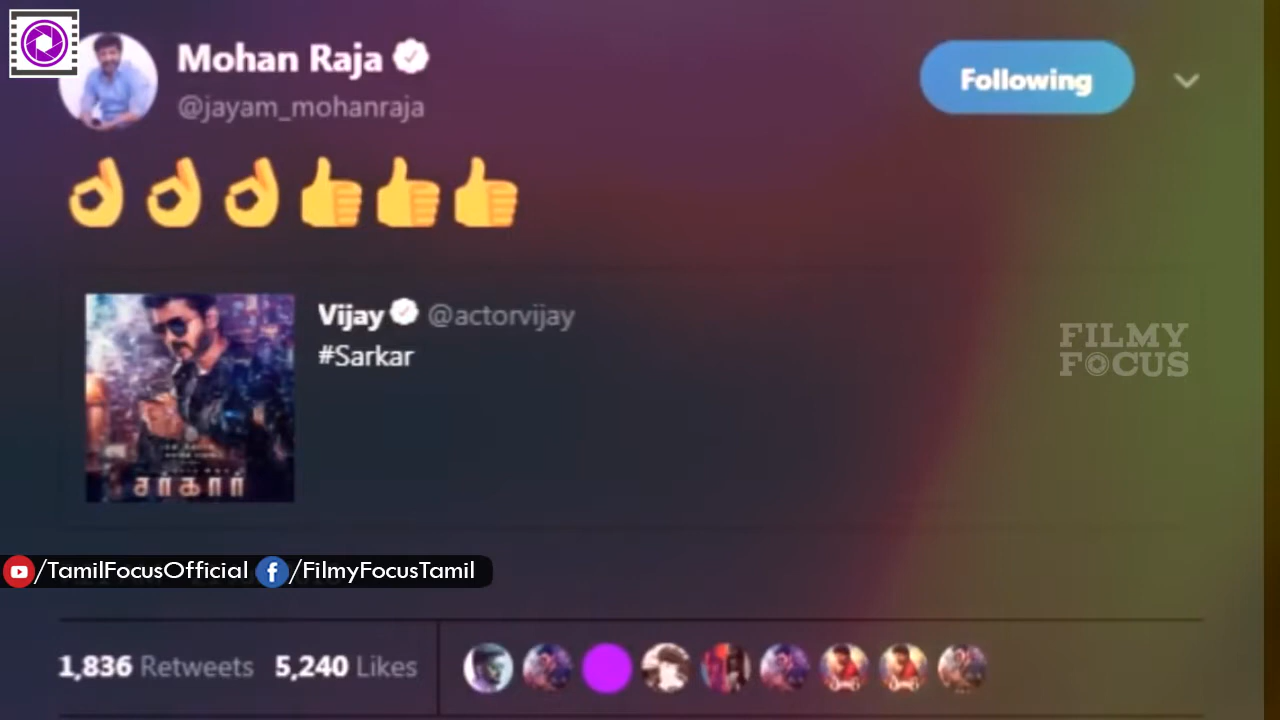 Mohan Raja
@jayam_mohanraja
Following
👌👌👌👍👍👍
Vijay @actorvijay
#Sarkar
சர்கார்
FILMY
FOCUS
/TamilFocusOfficial /FilmyFocusTamil
1,836 Retweets 5,240 Likes